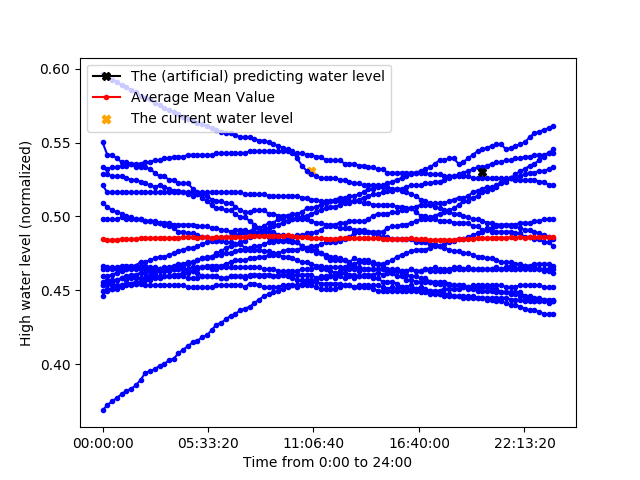 The (artificial) predicting water level
Average Mean Value
The current water level
High water level (normalized)
0.60
0.55
0.50
0.45
0.40
00:00:00 05:33:20 11:06:40 16:40:00 22:13:20
Time from 0:00 to 24:00